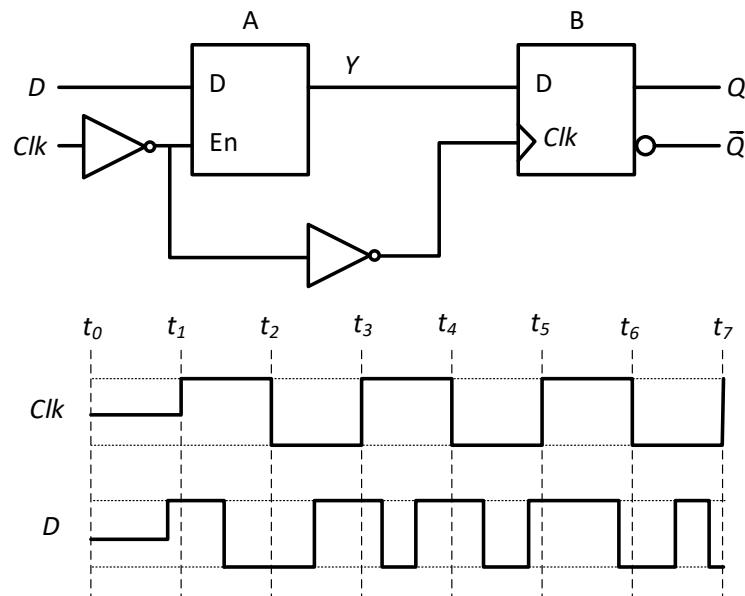 A B
D D Y D Q
Clk En Clk Q̅
t₀ t₁ t₂ t₃ t₄ t₅ t₆ t₇
Clk
D